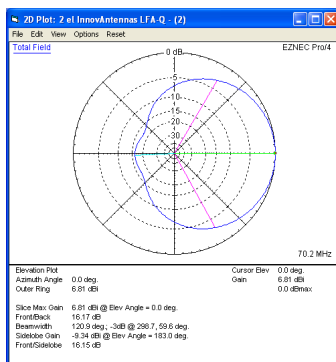 2D Plot: 2 el InnovAntennas LFA-Q - (2)
File Edit View Options Reset
Total Field
EZNEC Pro/4
0 dB
-5
-10
-15
-20
-30
70.2 MHz
Elevation Plot
Azimuth Angle 0.0 deg.
Outer Ring 6.81 dBi
Cursor Elev 0.0 deg.
Gain 6.81 dBi
0.0 dBmax
Slice Max Gain 6.81 dBi @ Elev Angle = 0.0 deg.
Front/Back 16.17 dB
Beamwidth 120.9 deg.; -3dB @ 298.7, 59.6 deg.
Sidelobe Gain -9.34 dBi @ Elev Angle = 183.0 deg.
Front/Sidelobe 16.15 dB